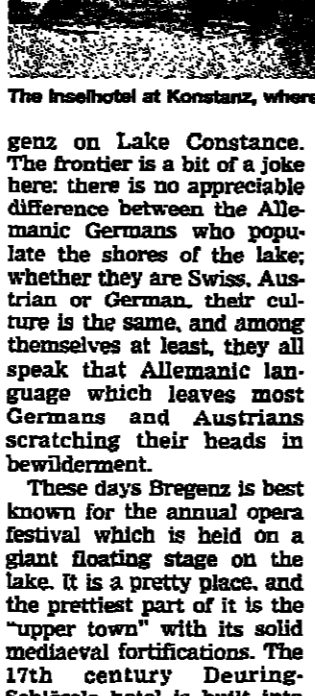 The Inselhotel at Konstanz, where
genz on Lake Constance.
The frontier is a bit of a joke
here: there is no appreciable
difference between the Alle-
manic Germans who popu-
late the shores of the lake;
whether they are Swiss, Aus-
trian or German, their cul-
ture is the same, and among
themselves at least, they all
speak that Allemanic lan-
guage which leaves most
Germans and Austrians
scratching their heads in
bewilderment.
These days Bregenz is best
known for the annual opera
festival which is held on a
giant floating stage on the
lake. It is a pretty place, and
the prettiest part of it is the
"upper town" with its solid
mediaeval fortifications. The
17th century Deuring-
hotel is built into